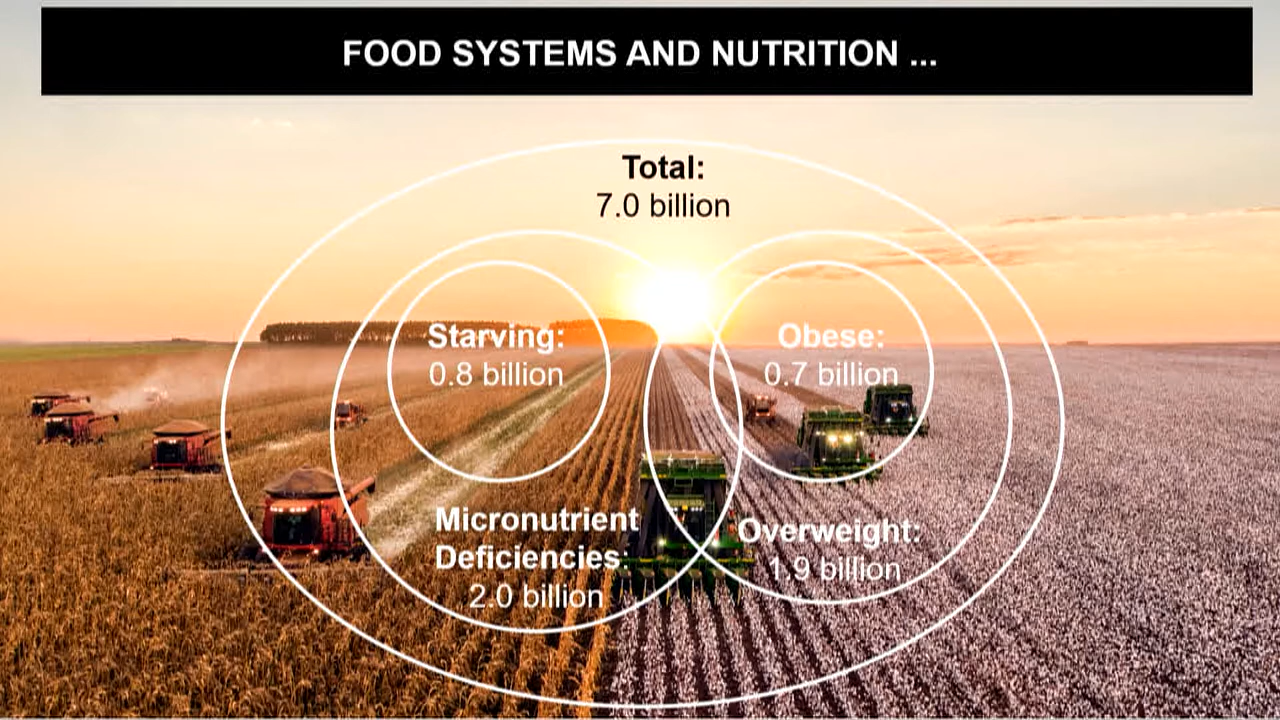 FOOD SYSTEMS AND NUTRITION ...
Total:
7.0 billion
Starving:
0.8 billion
Obese:
0.7 billion
Micronutrient
Deficiencies:
2.0 billion
Overweight:
1.9 billion